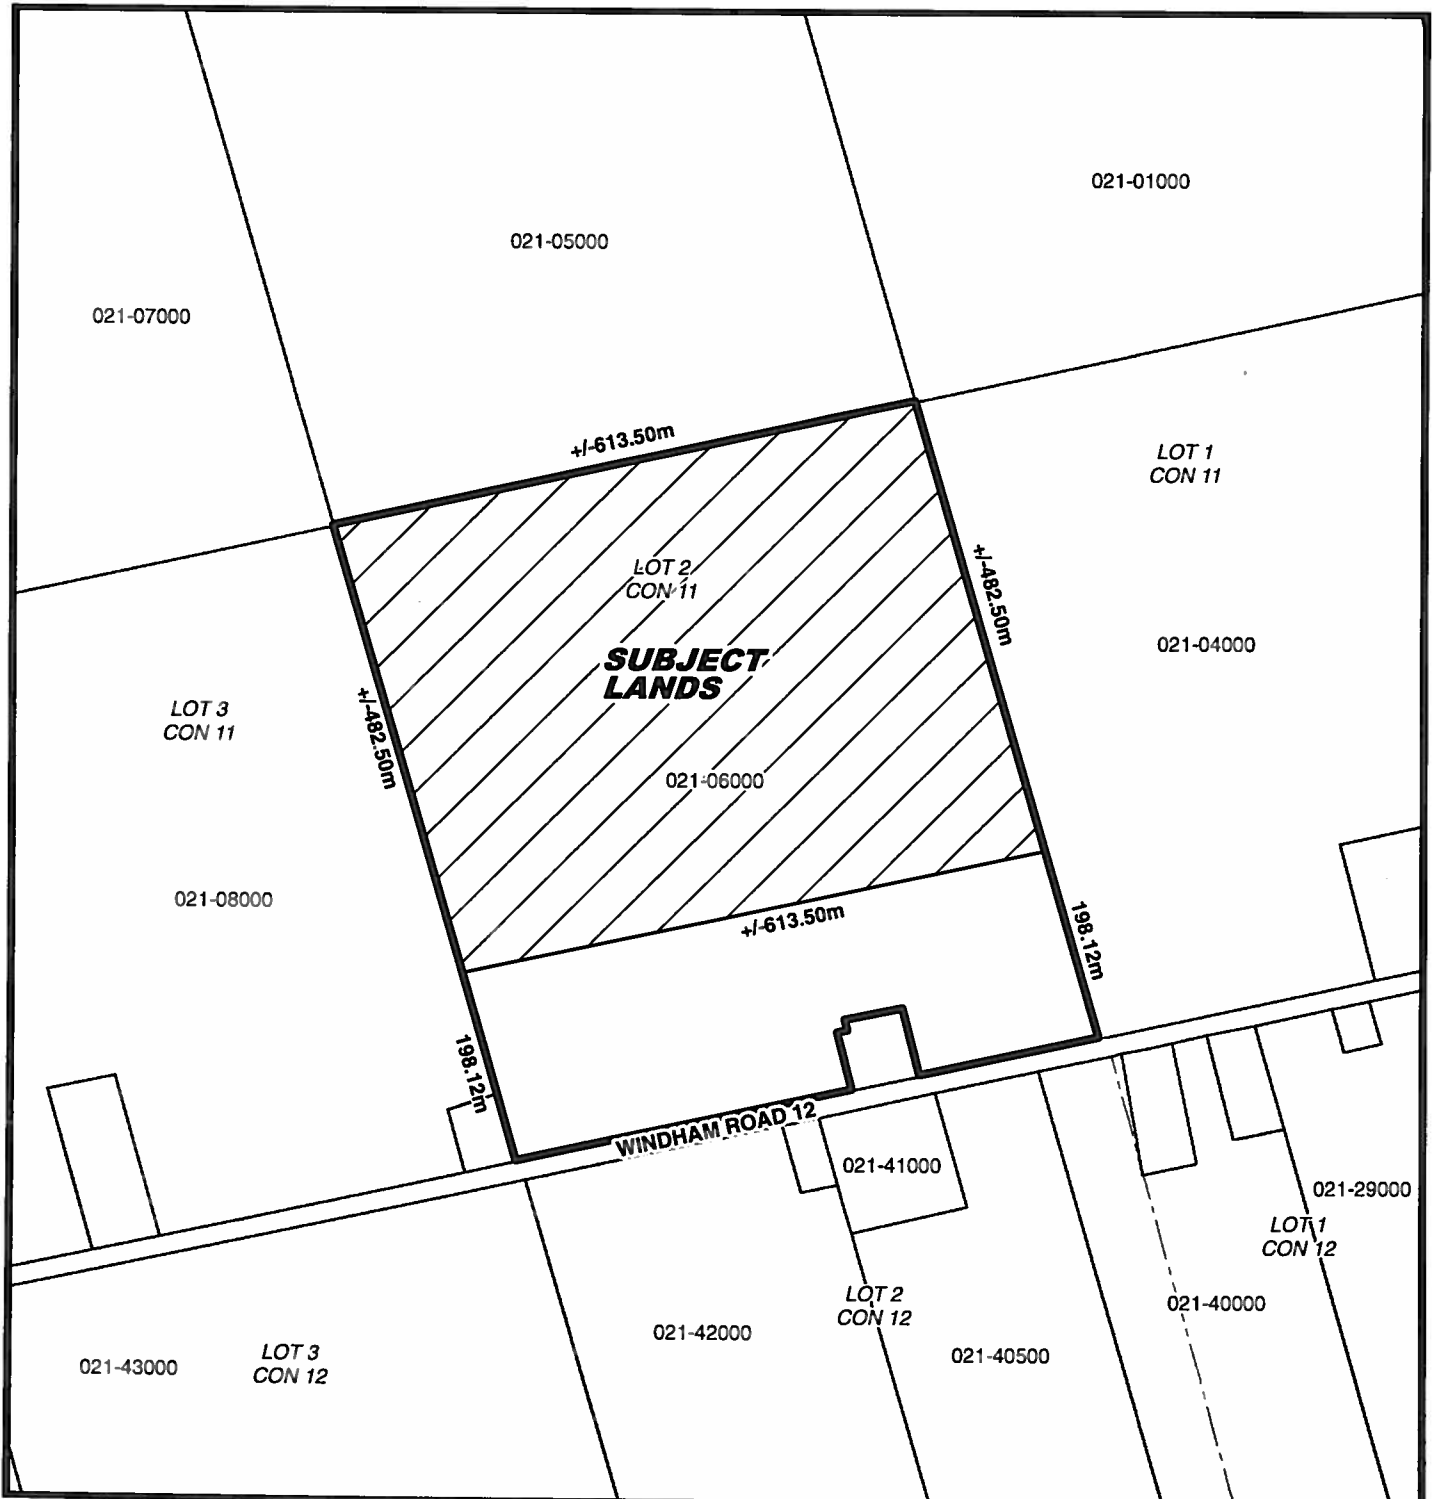 021-01000
021-05000
021-07000
+/-613.50m
LOT 1
CON 11
LOT 2
CON 11
+/-482.50m
SUBJECT
LANDS
021-04000
LOT 3
CON 11
+/-482.50m
021-06000
021-08000
+/-613.50m
198.12m
198.12m
WINDHAM ROAD 12
021-41000
021-29000
LOT 1
CON 12
LOT 2
CON 12
021-40000
021-42000
021-40500
LOT 3
CON 12
021-43000